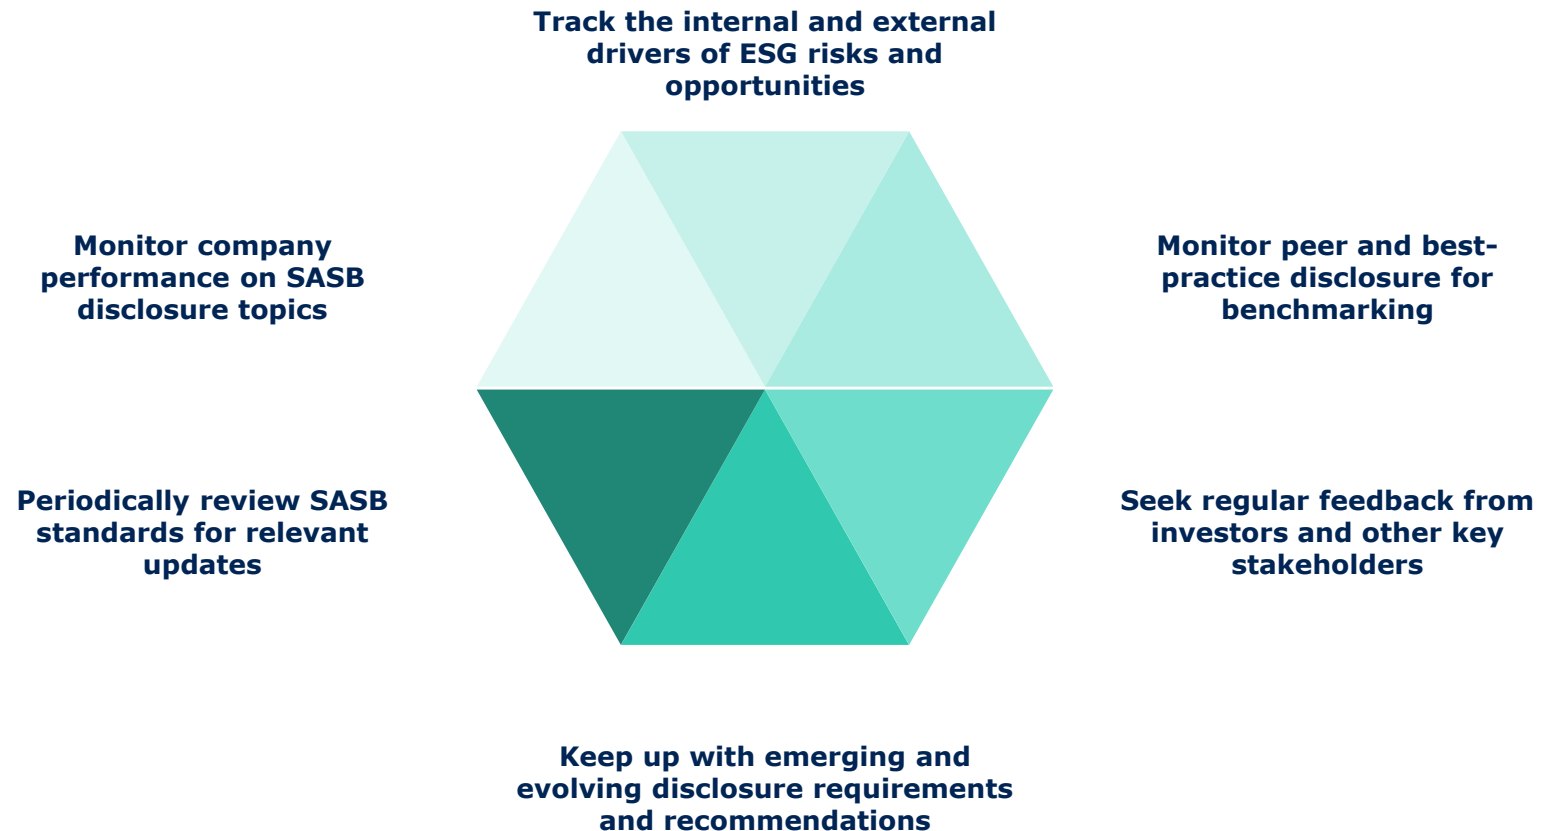 Track the internal and external
drivers of ESG risks and
opportunities
Monitor company
performance on SASB
disclosure topics
Monitor peer and best-
practice disclosure for
benchmarking
Periodically review SASB
standards for relevant
updates
Seek regular feedback from
investors and other key
stakeholders
Keep up with emerging and
evolving disclosure requirements
and recommendations